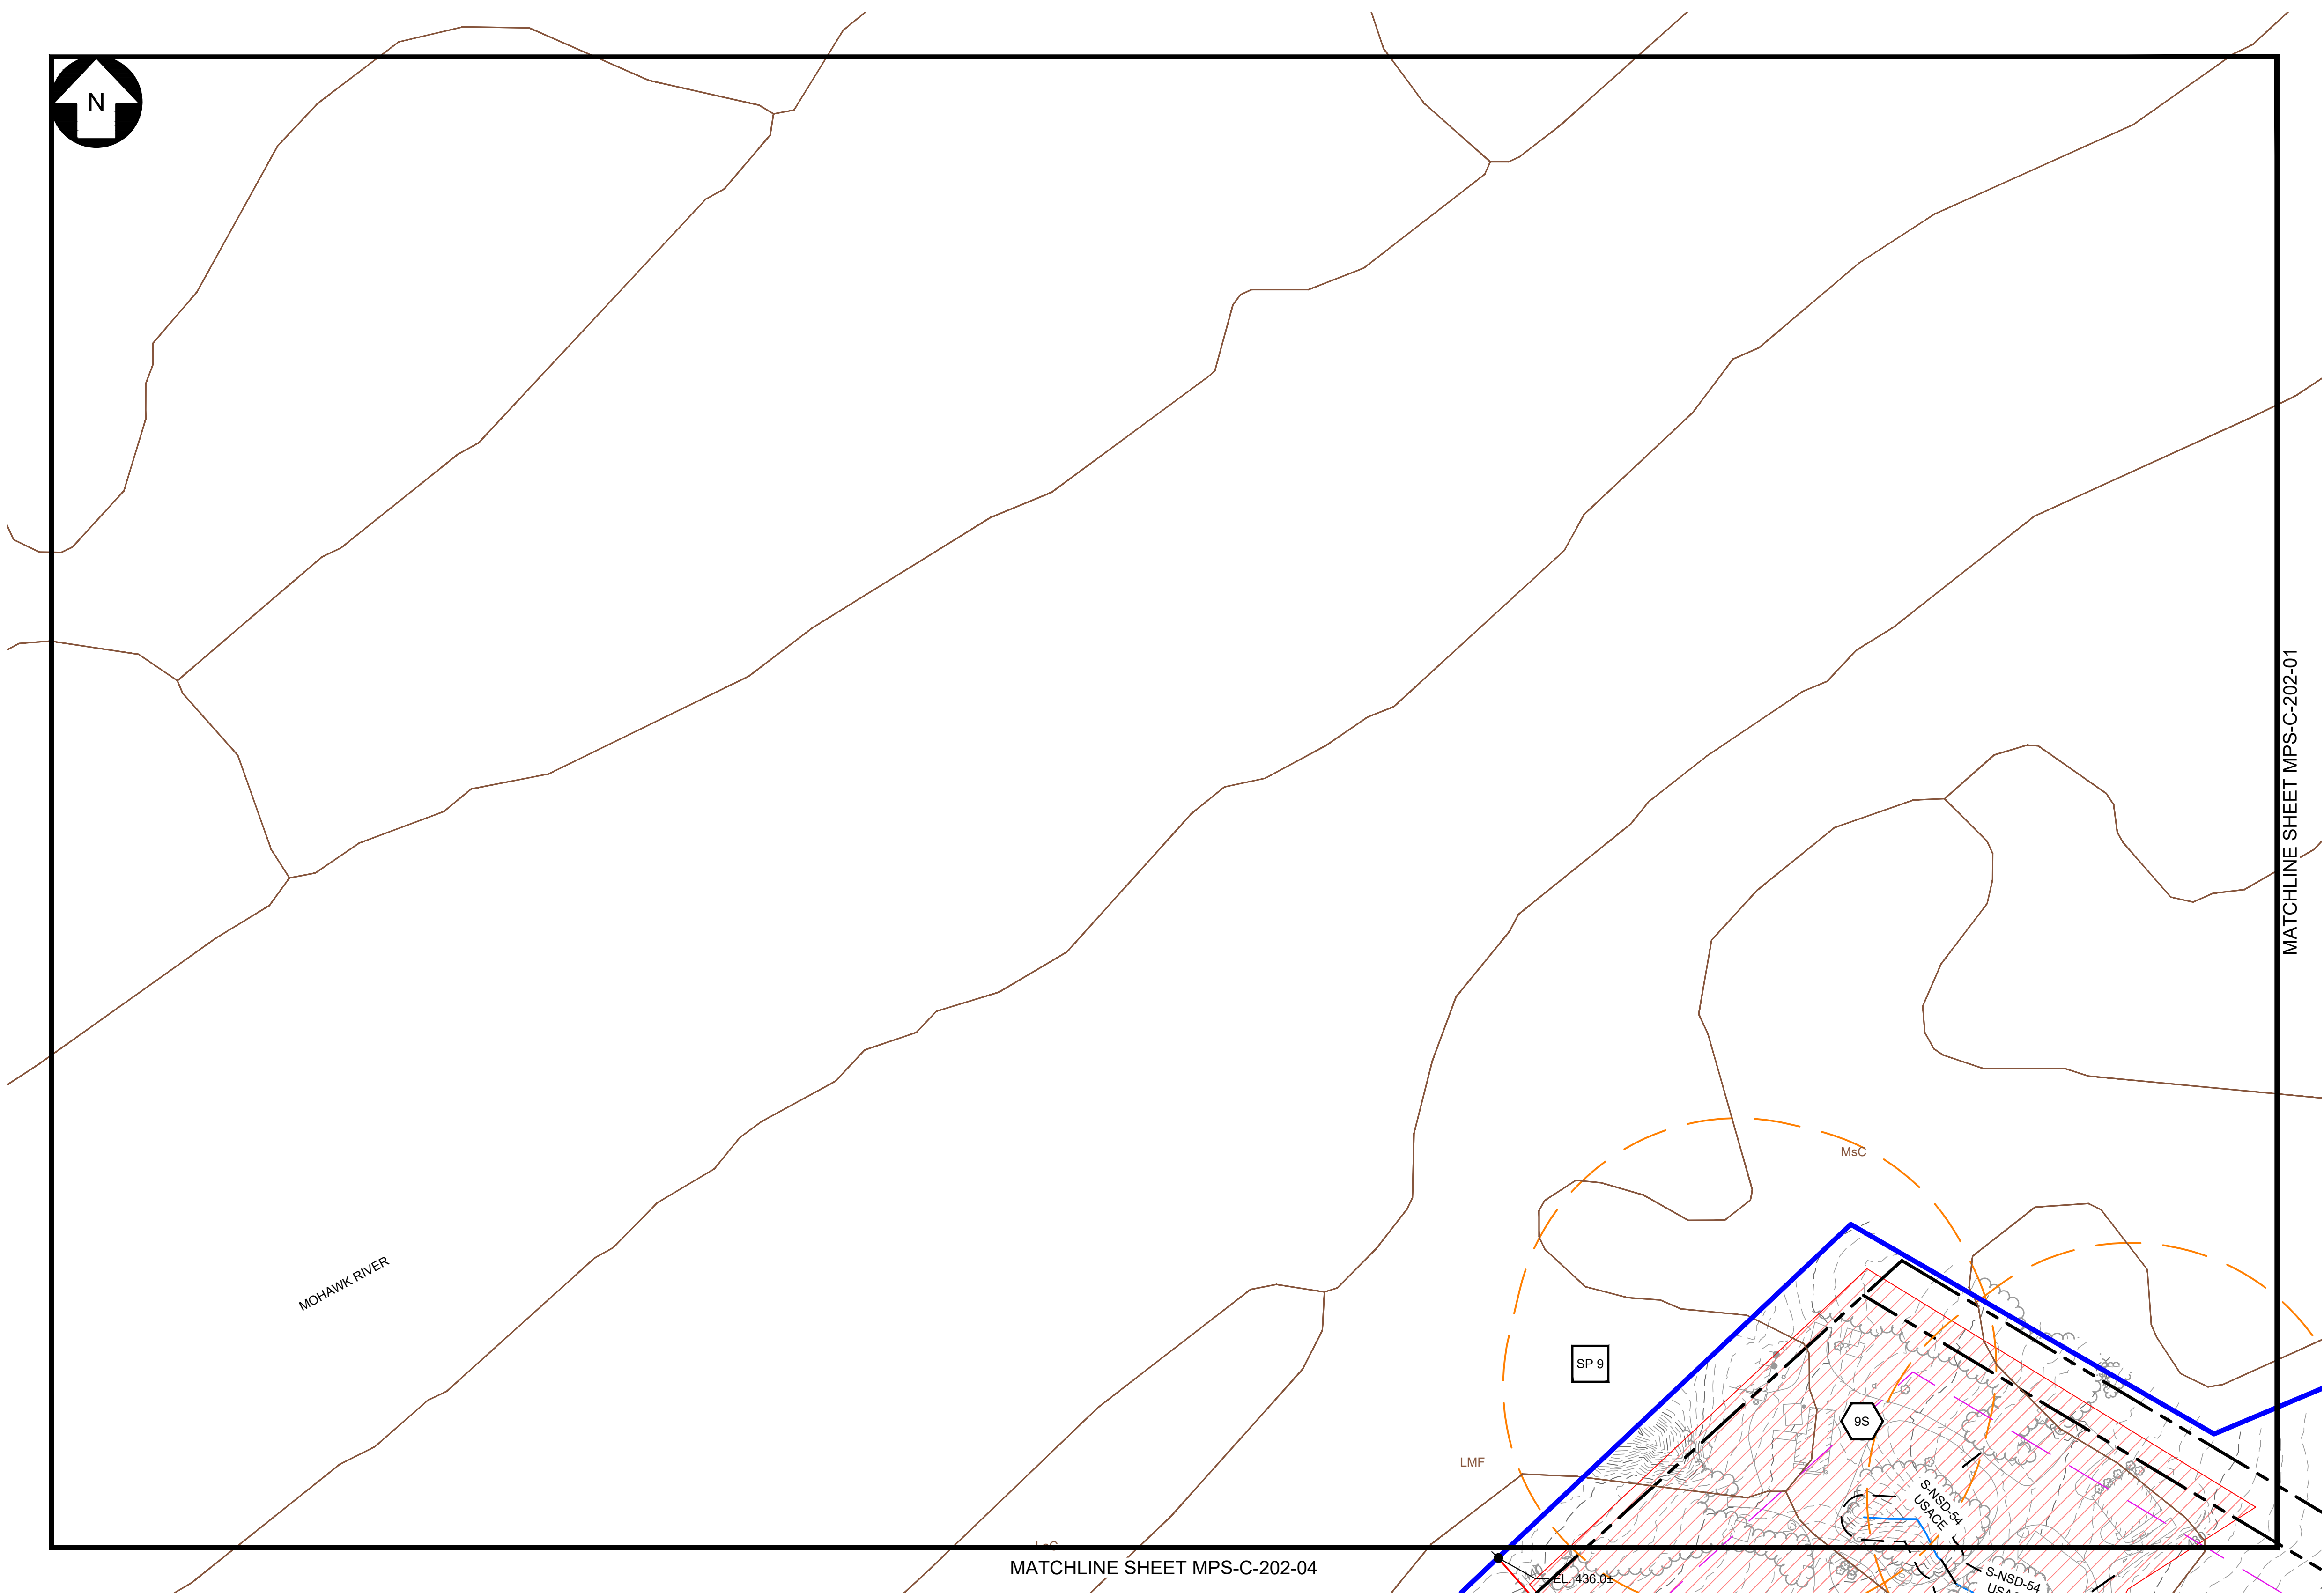 N
MATCHLINE SHEET MPS-C-202-01
MsC
MOHAWK RIVER
SP 9
9S
LMF
S-NSD-54
USACE
MATCHLINE SHEET MPS-C-202-04
EL. 436.0±
S-NSD-54